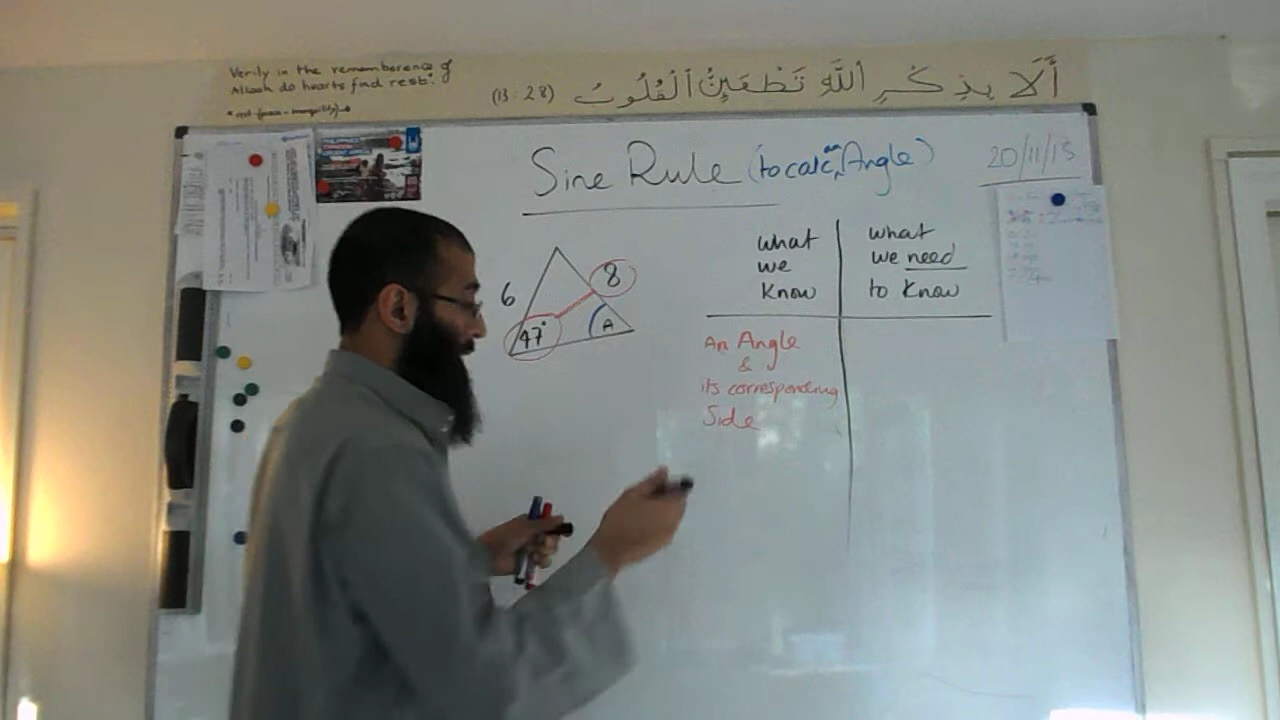 Verily in the remembrance of
Allah do hearts find rest.
(13:28) أَلَا بِذِكْرِ اللَّهِ تَطْمَئِنُّ الْقُلُوبُ
Sine Rule (to calc. an Angle)
20/11/13
6
8
47°
A
what
we
know
what
we need
to know
An Angle
&
its corresponding
Side